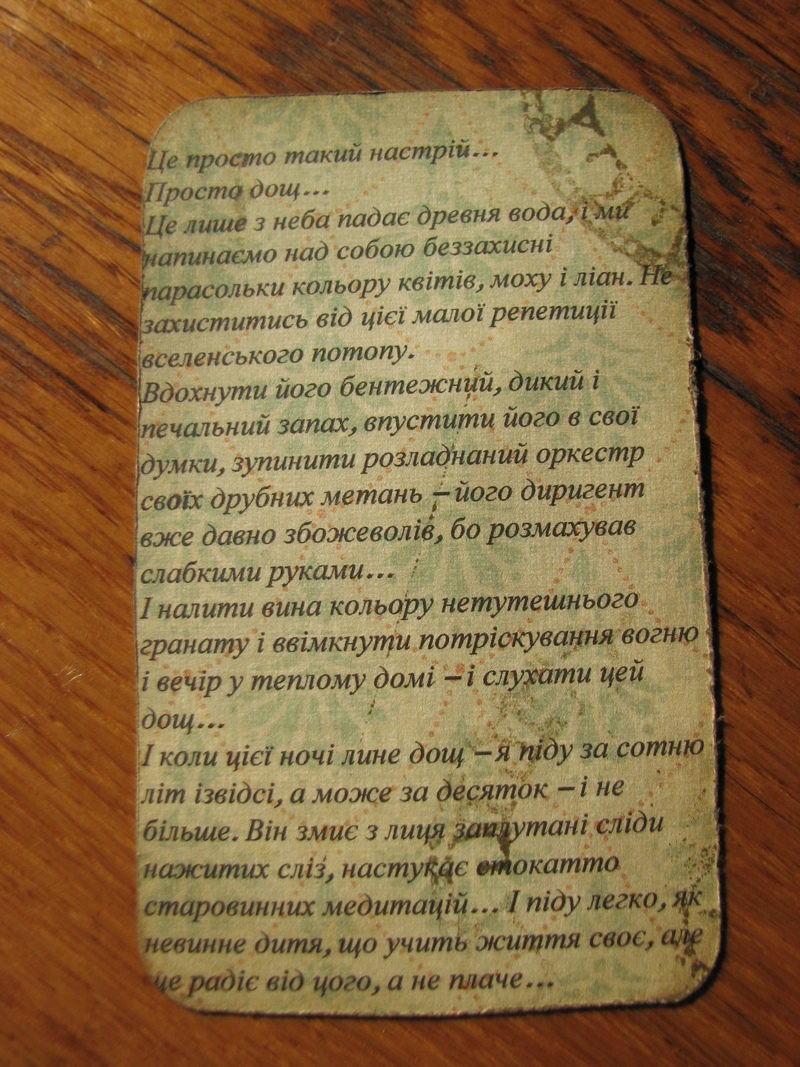 Це просто такий настрій...
Просто дощ...
Це лише з неба падає древня вода, і ми
напинаємо над собою беззахисні
парасольки кольору квітів, моху і ліан. Не
захиститись від цієї малої репетиції
вселенського потопу.
Вдохнути його бентежний, дикий і
печальний запах, впустити його в свої
думки, зупинити розладнаний оркестр
своїх друбних метань – його диригент
вже давно збожеволів, бо розмахував
слабкими руками...
І налити вина кольору нетутешнього
гранату і ввімкнути потріскування вогню
і вечір у теплому домі – і слухати цей
дощ...
І коли цієї ночі лине дощ – я піду за сотню
літ ізвідсі, а може за десяток – і не
більше. Він змиє з лиця заплутані сліди
нажитих сліз, настукає стокатто
старовинних медитацій... І піду легко, як
невинне дитя, що учить життя своє, але
ще радіє від цого, а не плаче...